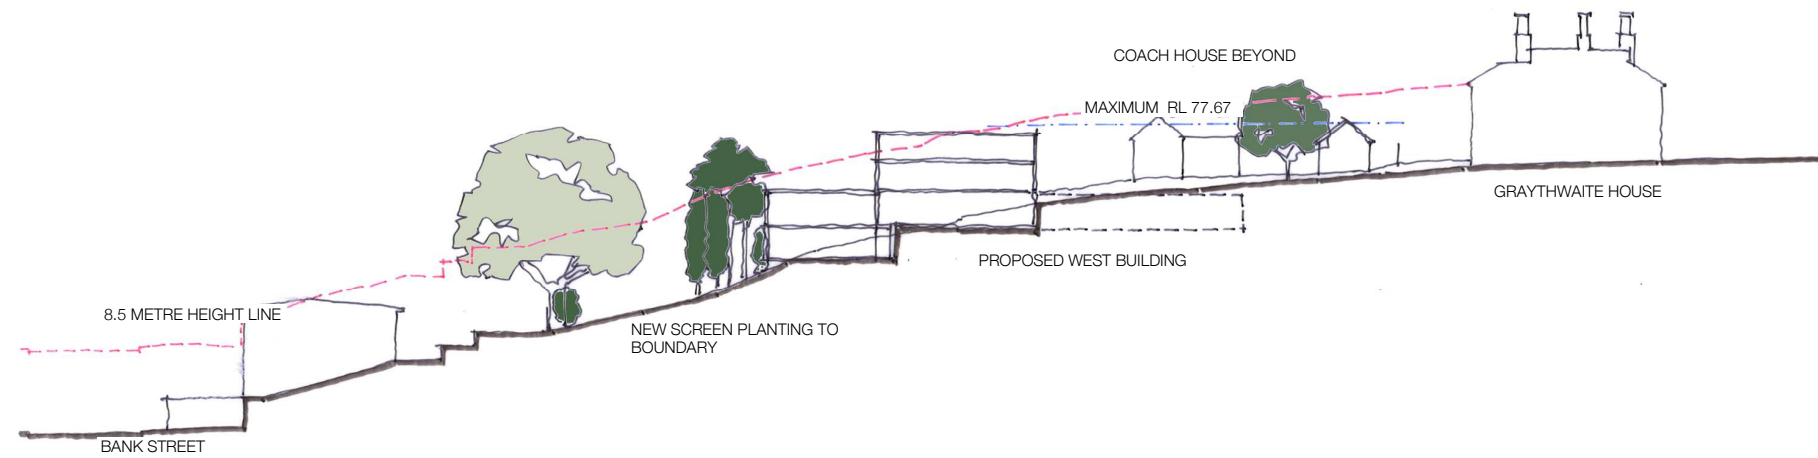 COACH HOUSE BEYOND
MAXIMUM RL 77.67
GRAYTHWAITE HOUSE
PROPOSED WEST BUILDING
8.5 METRE HEIGHT LINE
NEW SCREEN PLANTING TO
BOUNDARY
BANK STREET